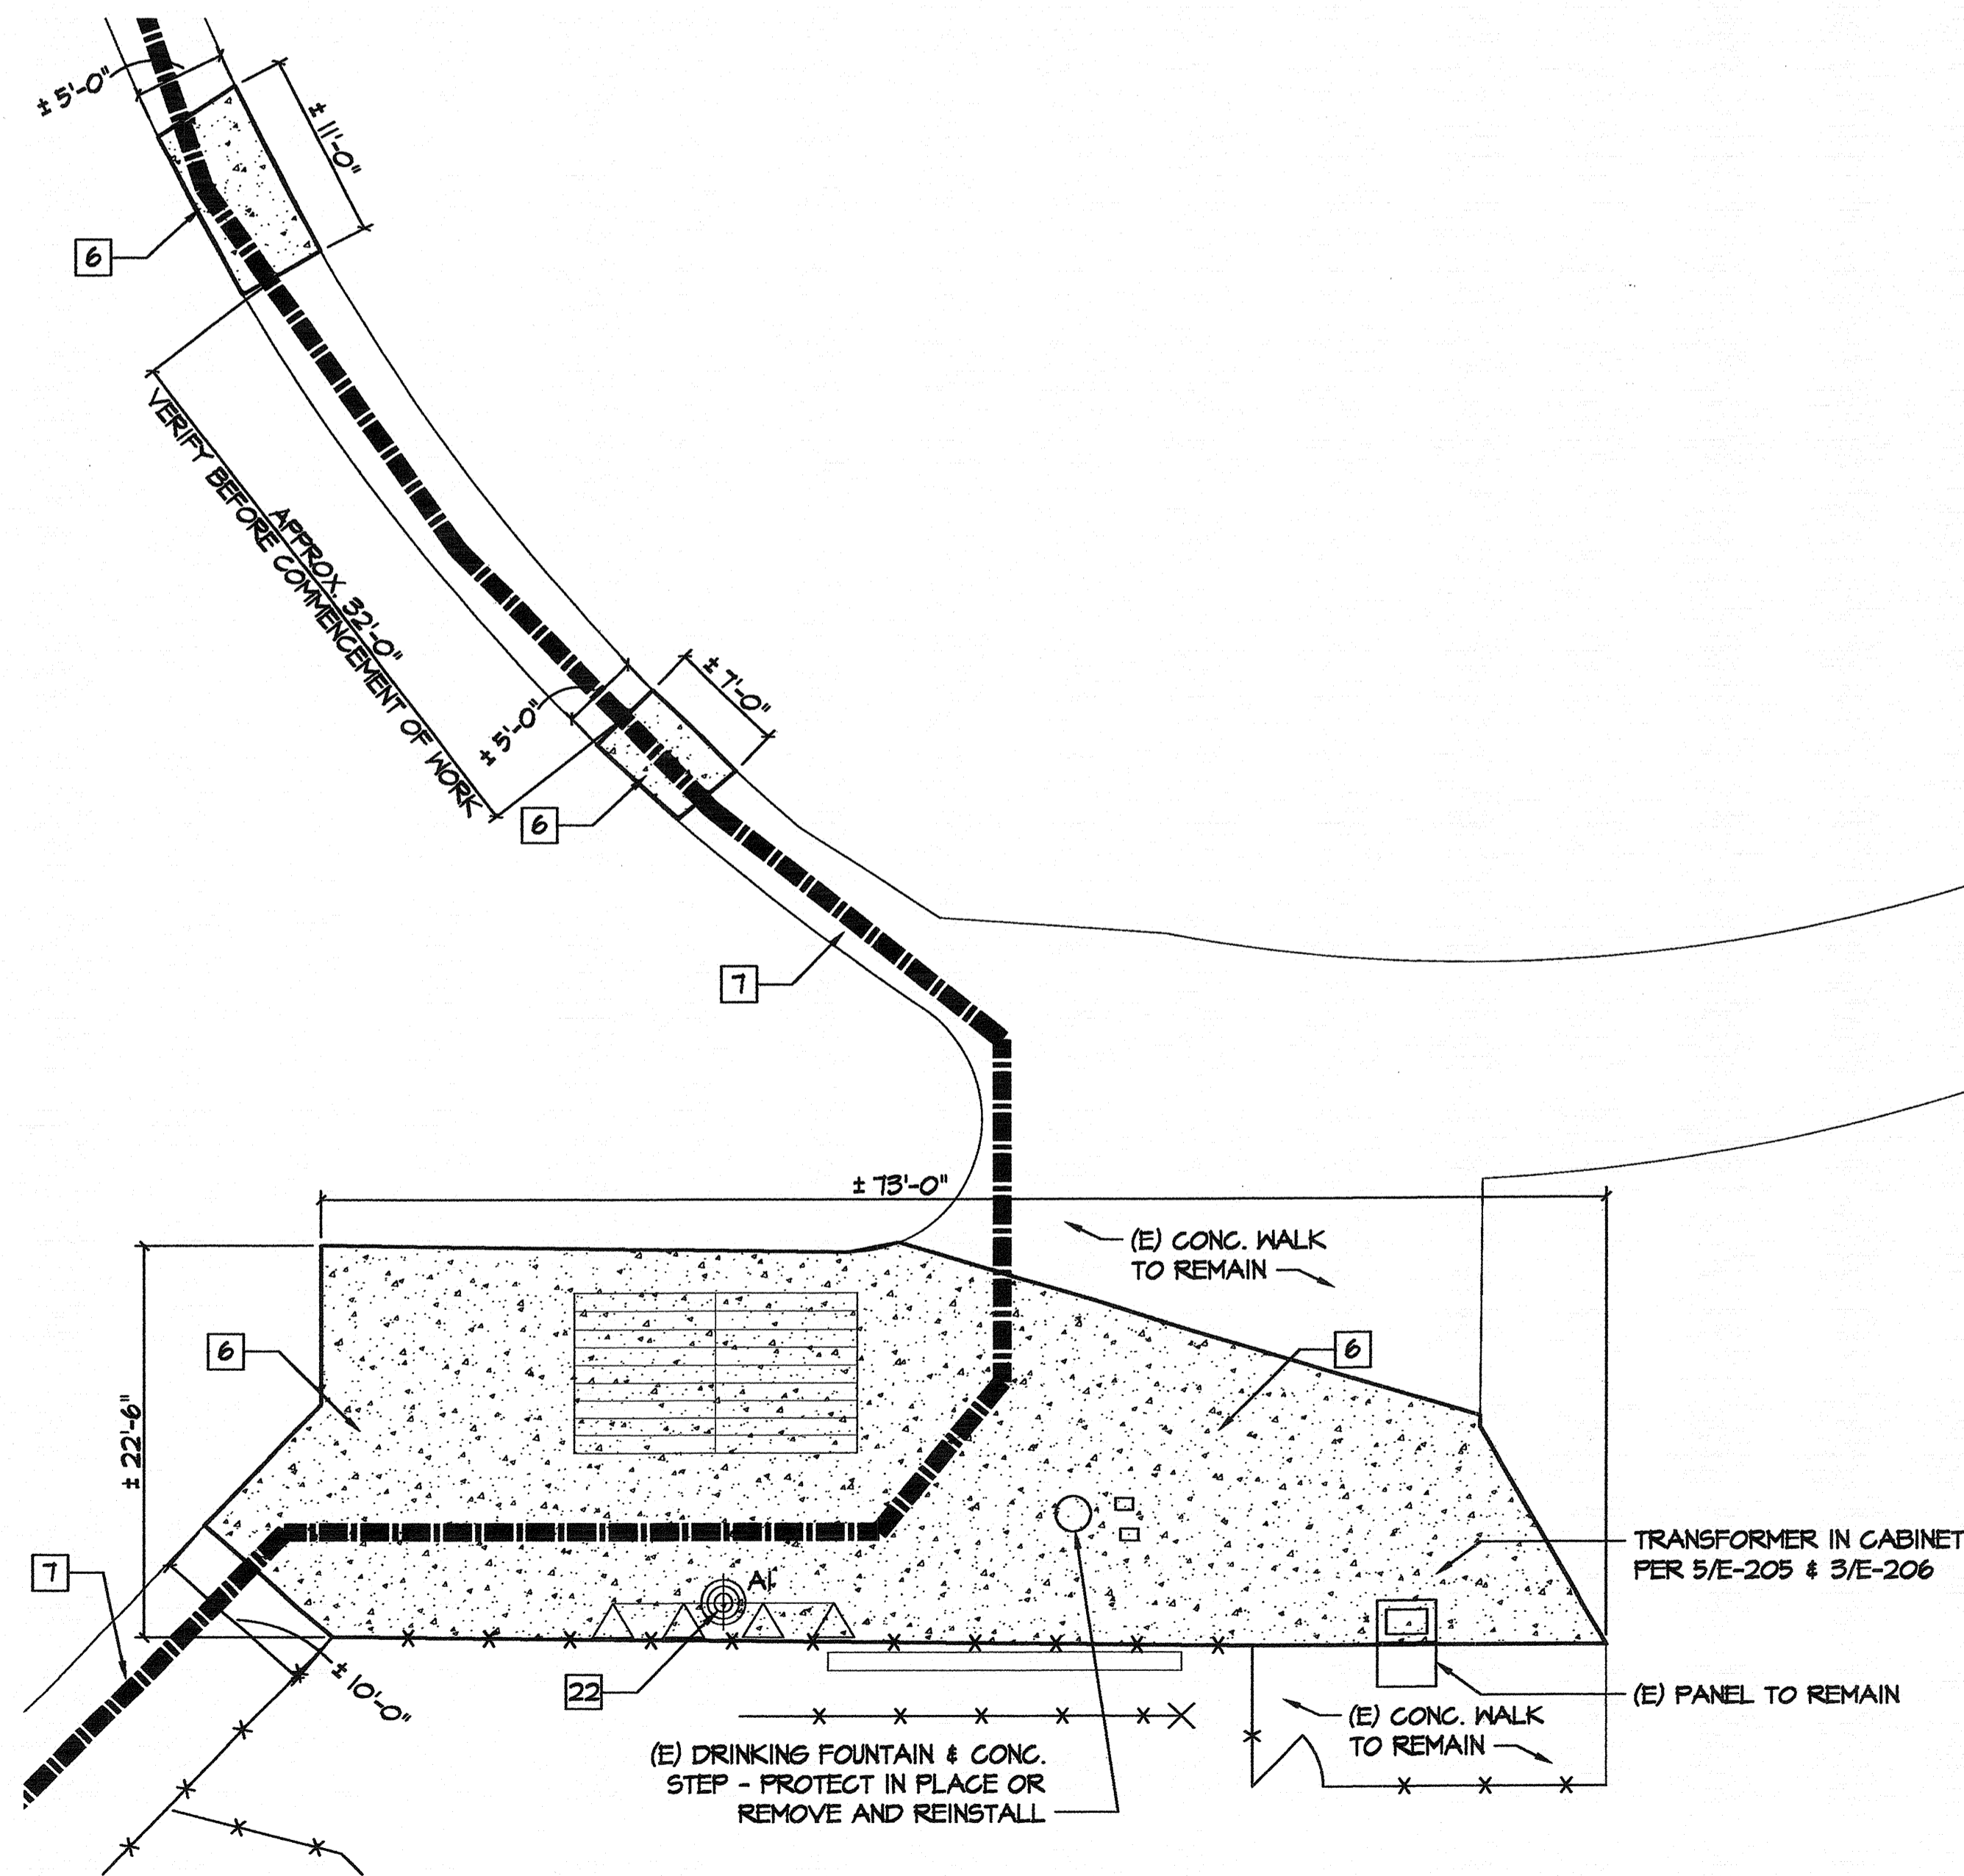 ± 5'-0"
± 11'-0"
6
APPROX. 32'-0"
VERIFY BEFORE COMMENCEMENT OF WORK
± 7'-0"
± 5'-0"
6
7
± 73'-0"
(E) CONC. WALK
TO REMAIN
6
6
± 22'-6"
TRANSFORMER IN CABINET
PER 5/E-205 & 3/E-206
7
A1
± 10'-0"
22
(E) PANEL TO REMAIN
(E) CONC. WALK
TO REMAIN
(E) DRINKING FOUNTAIN & CONC.
STEP - PROTECT IN PLACE OR
REMOVE AND REINSTALL